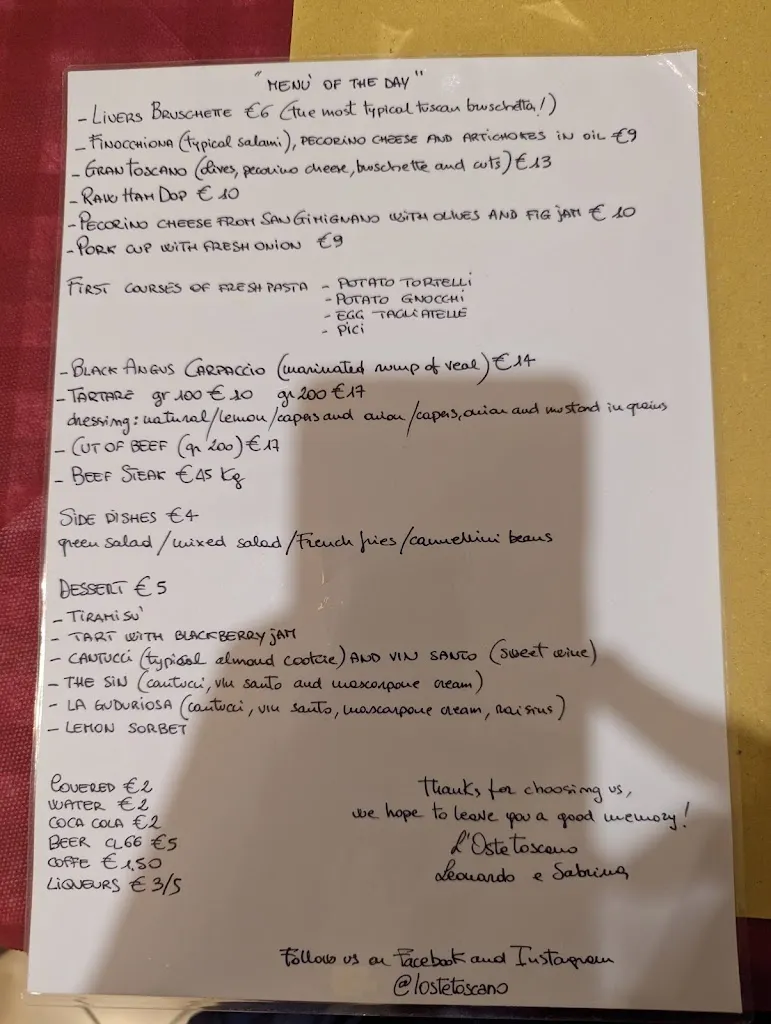 "MENÙ OF THE DAY"
- LIVERS BRUSCHETTE €6 (the most typical tuscan bruschetta!)
- FINOCCHIONA (typical salami), PECORINO CHEESE AND ARTICHOKES IN OIL €9
- GRAN TOSCANO (olives, pecorino cheese, bruschette and cuts) €13
- RAW HAM DOP €10
- PECORINO CHEESE FROM SAN GIMIGNANO WITH OLIVES AND FIG JAM €10
- PORK CUP WITH FRESH ONION €9
FIRST COURSES OF FRESH PASTA - POTATO TORTELLI
- POTATO GNOCCHI
- EGG TAGLIATELLE
- PICI
- BLACK ANGUS CARPACCIO (marinated rump of veal) €14
- TARTARE gr 100 €10 gr 200 €17
dressing: natural/lemon/capers and onion/capers, onion and mustard in grains
- CUT OF BEEF (gr 200) €17
- BEEF STEAK €45 Kg
SIDE DISHES €4
green salad/mixed salad/French fries/cannellini beans
DESSERT €5
- TIRAMISU'
- TART WITH BLACKBERRY JAM
- CANTUCCI (typical almond cookie) AND VIN SANTO (sweet wine)
- THE SIN (cantucci, vin santo and mascarpone cream)
- LA GUDURIOSA (cantucci, vin santo, mascarpone cream, raisins)
- LEMON SORBET
COVERED €2
WATER €2
COCA COLA €2
BEER CL66 €5
COFFE €1,50
LIQUEURS €3/5
Thanks for choosing us,
we hope to leave you a good memory!
L'Ostetoscano
Leonardo e Sabrina
Follow us on Facebook and Instagram
@lostetoscano